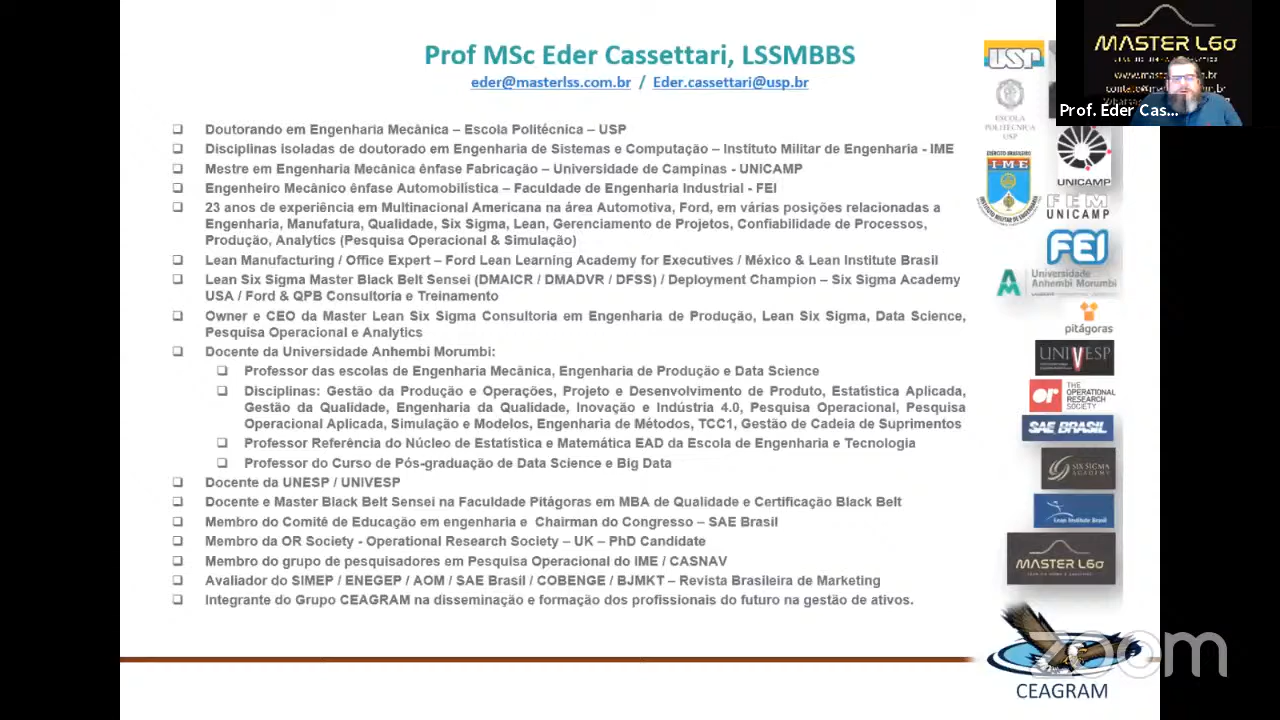 Prof MSc Eder Cassettari, LSSMBBS
eder@masterlss.com.br / Eder.cassettari@usp.br
Doutorando em Engenharia Mecânica – Escola Politécnica – USP
Disciplinas isoladas de doutorado em Engenharia de Sistemas e Computação – Instituto Militar de Engenharia - IME
Mestre em Engenharia Mecânica ênfase Fabricação – Universidade de Campinas - UNICAMP
Engenheiro Mecânico ênfase Automobilística – Faculdade de Engenharia Industrial - FEI
23 anos de experiência em Multinacional Americana na área Automotiva, Ford, em várias posições relacionadas a
Engenharia, Manufatura, Qualidade, Six Sigma, Lean, Gerenciamento de Projetos, Confiabilidade de Processos,
Produção, Analytics (Pesquisa Operacional & Simulação)
Lean Manufacturing / Office Expert – Ford Lean Learning Academy for Executives / México & Lean Institute Brasil
Lean Six Sigma Master Black Belt Sensei (DMAICR / DMADVR / DFSS) / Deployment Champion – Six Sigma Academy
USA / Ford & QPB Consultoria e Treinamento
Owner e CEO da Master Lean Six Sigma Consultoria em Engenharia de Produção, Lean Six Sigma, Data Science,
Pesquisa Operacional e Analytics
Docente da Universidade Anhembi Morumbi:
Professor das escolas de Engenharia Mecânica, Engenharia de Produção e Data Science
Disciplinas: Gestão da Produção e Operações, Projeto e Desenvolvimento de Produto, Estatística Aplicada,
Gestão da Qualidade, Engenharia da Qualidade, Inovação e Indústria 4.0, Pesquisa Operacional, Pesquisa
Operacional Aplicada, Simulação e Modelos, Engenharia de Métodos, TCC1, Gestão de Cadeia de Suprimentos
Professor Referência do Núcleo de Estatística e Matemática EAD da Escola de Engenharia e Tecnologia
Professor do Curso de Pós-graduação de Data Science e Big Data
Docente da UNESP / UNIVESP
Docente e Master Black Belt Sensei na Faculdade Pitágoras em MBA de Qualidade e Certificação Black Belt
Membro do Comitê de Educação em engenharia e Chairman do Congresso – SAE Brasil
Membro da OR Society - Operational Research Society – UK – PhD Candidate
Membro do grupo de pesquisadores em Pesquisa Operacional do IME / CASNAV
Avaliador do SIMEP / ENEGEP / AOM / SAE Brasil / COBENGE / BJMKT – Revista Brasileira de Marketing
Integrante do Grupo CEAGRAM na disseminação e formação dos profissionais do futuro na gestão de ativos.
MASTER L6σ
Prof. Eder Cas...
USP
ESCOLA
POLITÉCNICA
USP
EXÉRCITO BRASILEIRO
IME
INSTITUTO MILITAR DE ENGENHARIA
UNICAMP
FEM
UNICAMP
FEI
Universidade
Anhembi Morumbi
pitágoras
UNIVESP
or
THE
OPERATIONAL
RESEARCH
SOCIETY
SAE BRASIL
SIX SIGMA
ACADEMY
Lean Institute Brasil
MASTER L6σ
zoom
CEAGRAM